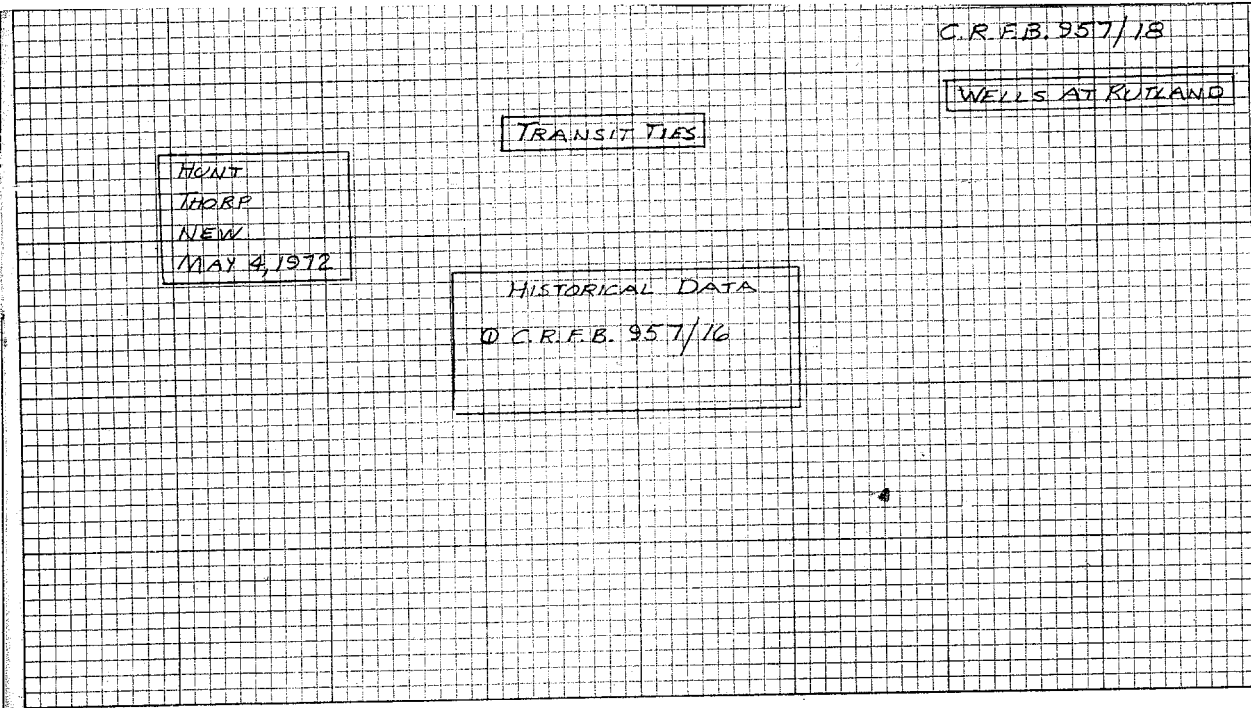 C.R.F.B. 957/18
WELLS AT RUTLAND
TRANSIT TIES
HUNT
THORP
NEW
MAY 4, 1972
HISTORICAL DATA
① C.R.F.B. 957/16